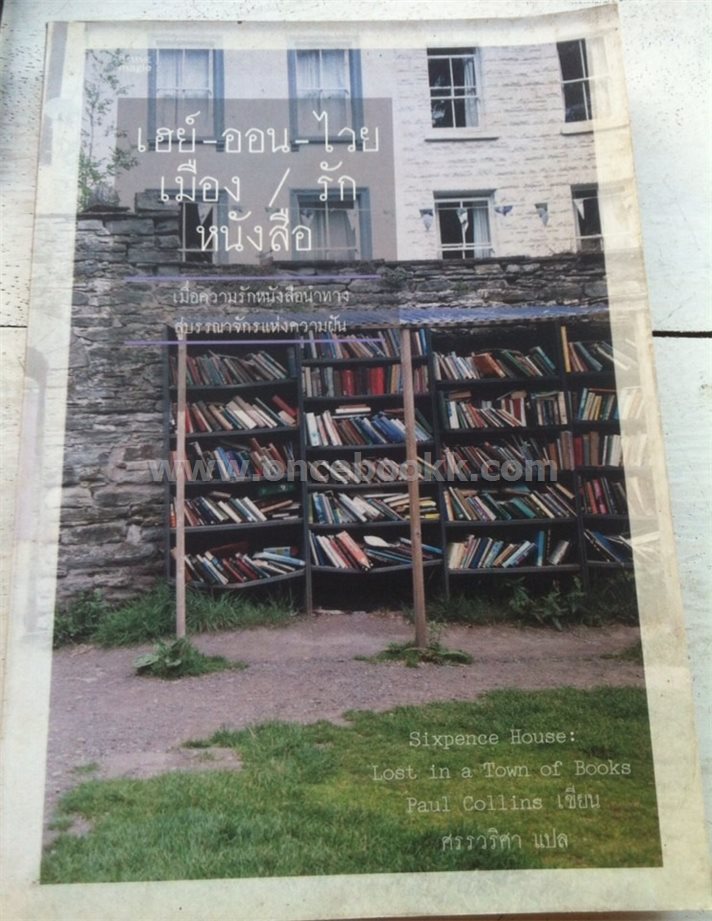 เฮย์-ออน-ไวย
เมือง / รัก
หนังสือ
เมื่อความรักหนังสือนำทาง
สู่บรรณาจักรแห่งความฝัน
www.oncebookk.com
Sixpence House:
Lost in a Town of Books
Paul Collins เขียน
ศรรวริศา แปล